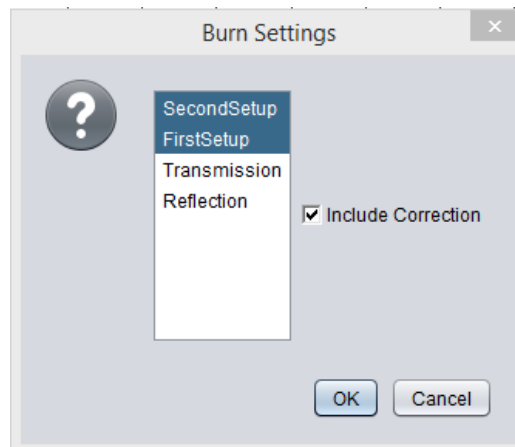 Burn Settings
SecondSetup
FirstSetup
Transmission
Reflection
Include Correction
OK
Cancel